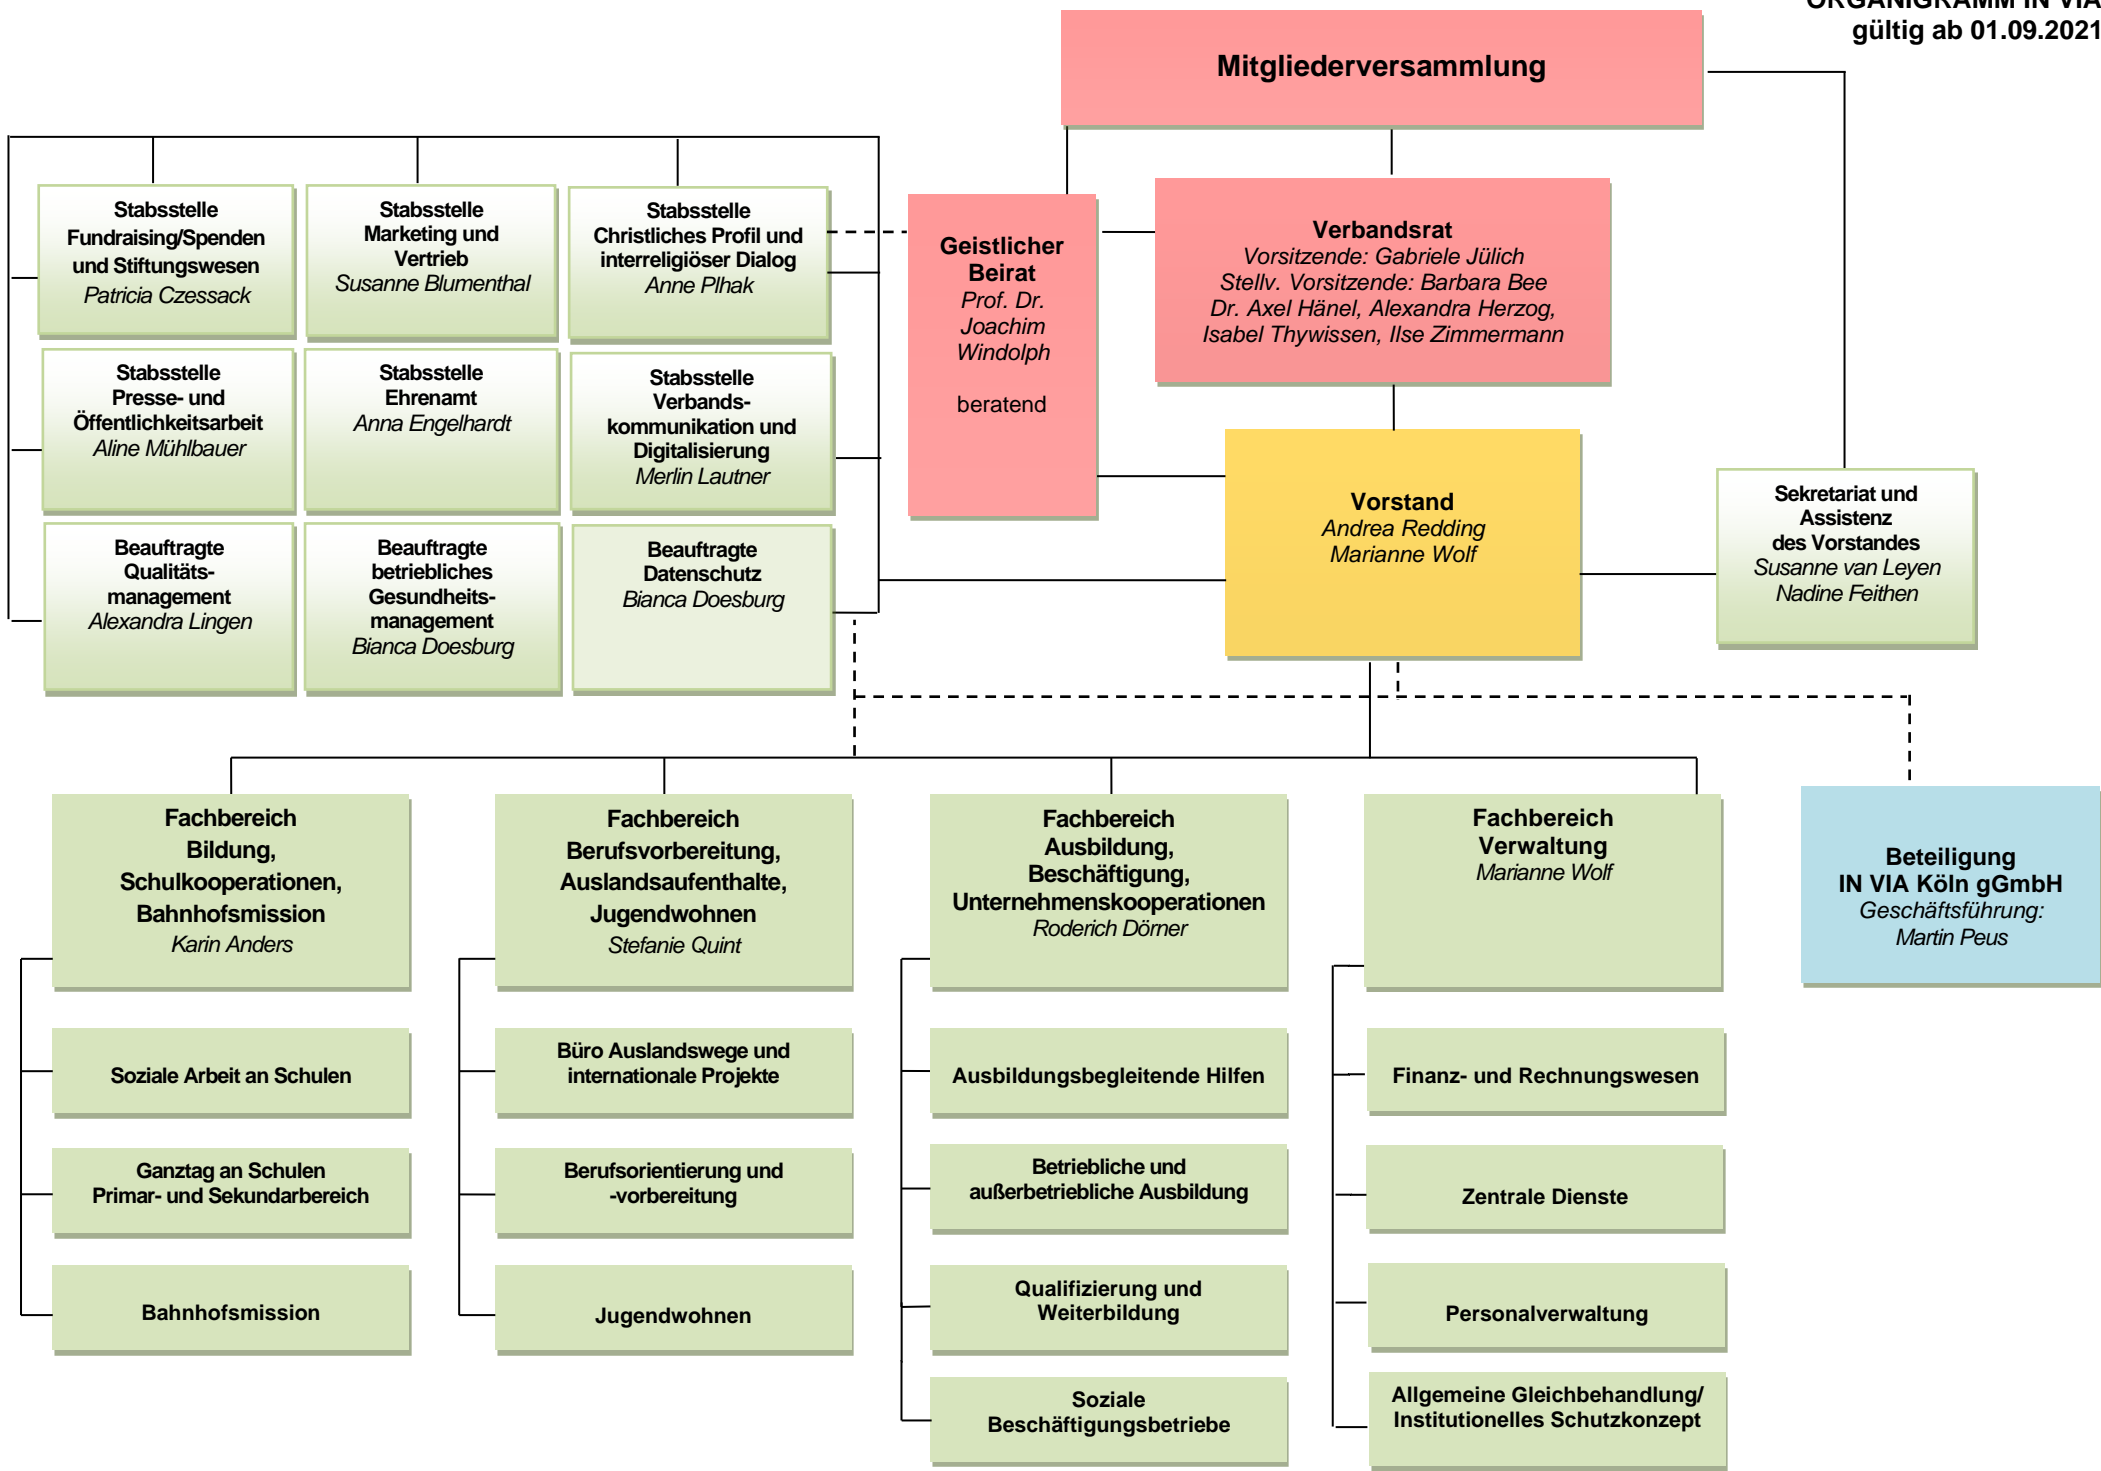 ORGANIGRAMM IN VIA
gültig ab 01.09.2021
Mitgliederversammlung
Stabsstelle
Fundraising/Spenden
und Stiftungswesen
Patricia Czessack
Stabsstelle
Marketing und
Vertrieb
Susanne Blumenthal
Stabsstelle
Christliches Profil und
interreligiöser Dialog
Anne Plhak
Geistlicher
Beirat
Prof. Dr.
Joachim
Windolph
beratend
Verbandsrat
Vorsitzende: Gabriele Jülich
Stellv. Vorsitzende: Barbara Bee
Dr. Axel Hänel, Alexandra Herzog,
Isabel Thywissen, Ilse Zimmermann
Stabsstelle
Presse- und
Öffentlichkeitsarbeit
Aline Mühlbauer
Stabsstelle
Ehrenamt
Anna Engelhardt
Stabsstelle
Verbands-
kommunikation und
Digitalisierung
Merlin Lautner
Vorstand
Andrea Redding
Marianne Wolf
Sekretariat und
Assistenz
des Vorstandes
Susanne van Leyen
Nadine Feithen
Beauftragte
Qualitäts-
management
Alexandra Lingen
Beauftragte
betriebliches
Gesundheits-
management
Bianca Doesburg
Beauftragte
Datenschutz
Bianca Doesburg
Fachbereich
Bildung,
Schulkooperationen,
Bahnhofsmission
Karin Anders
Fachbereich
Berufsvorbereitung,
Auslandsaufenthalte,
Jugendwohnen
Stefanie Quint
Fachbereich
Ausbildung,
Beschäftigung,
Unternehmenskooperationen
Roderich Dörner
Fachbereich
Verwaltung
Marianne Wolf
Beteiligung
IN VIA Köln gGmbH
Geschäftsführung:
Martin Peus
Soziale Arbeit an Schulen
Büro Auslandswege und
internationale Projekte
Ausbildungsbegleitende Hilfen
Finanz- und Rechnungswesen
Ganztag an Schulen
Primar- und Sekundarbereich
Berufsorientierung und
-vorbereitung
Betriebliche und
außerbetriebliche Ausbildung
Zentrale Dienste
Bahnhofsmission
Jugendwohnen
Qualifizierung und
Weiterbildung
Personalverwaltung
Soziale
Beschäftigungsbetriebe
Allgemeine Gleichbehandlung/
Institutionelles Schutzkonzept